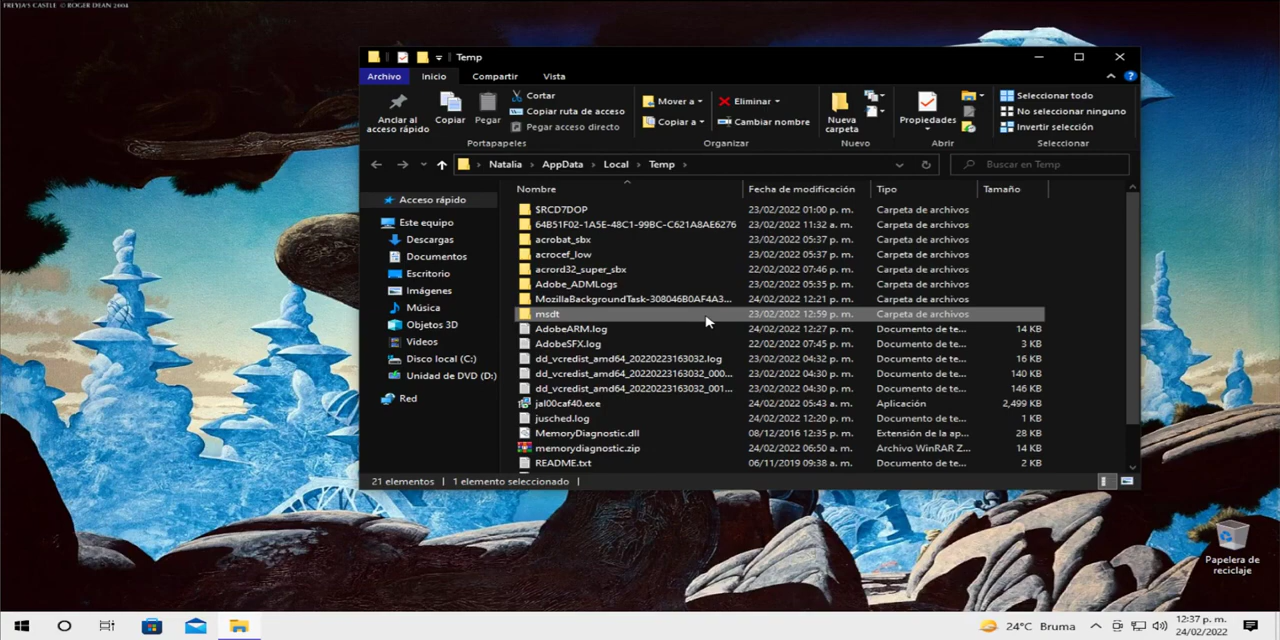 FREYJA'S CASTLE © ROGER DEAN 2004
Temp
Archivo Inicio Compartir Vista
Anclar al acceso rápido
Copiar
Pegar
Cortar
Copiar ruta de acceso
Pegar acceso directo
Portapapeles
Mover a
Copiar a
Eliminar
Cambiar nombre
Organizar
Nueva carpeta
Nuevo
Propiedades
Abrir
Seleccionar todo
No seleccionar ninguno
Invertir selección
Seleccionar
Natalia > AppData > Local > Temp >
Buscar en Temp
Acceso rápido
Este equipo
Descargas
Documentos
Escritorio
Imágenes
Música
Objetos 3D
Videos
Disco local (C:)
Unidad de DVD (D:)
Red
Nombre Fecha de modificación Tipo Tamaño
$RCD7DOP 23/02/2022 01:00 p. m. Carpeta de archivos
64B51F02-1A5E-48C1-99BC-C621A8AE6276 23/02/2022 11:32 a. m. Carpeta de archivos
acrobat_sbx 23/02/2022 05:37 p. m. Carpeta de archivos
acrocef_low 23/02/2022 05:37 p. m. Carpeta de archivos
acrord32_super_sbx 22/02/2022 07:46 p. m. Carpeta de archivos
Adobe_ADMLogs 23/02/2022 05:35 p. m. Carpeta de archivos
MozillaBackgroundTask-308046B0AF4A3... 24/02/2022 12:21 p. m. Carpeta de archivos
msdt 23/02/2022 12:59 p. m. Carpeta de archivos
AdobeARM.log 24/02/2022 12:27 p. m. Documento de te... 14 KB
AdobeSFX.log 22/02/2022 07:45 p. m. Documento de te... 3 KB
dd_vcredist_amd64_20220223163032.log 23/02/2022 04:32 p. m. Documento de te... 16 KB
dd_vcredist_amd64_20220223163032_000... 23/02/2022 04:30 p. m. Documento de te... 140 KB
dd_vcredist_amd64_20220223163032_001... 23/02/2022 04:30 p. m. Documento de te... 146 KB
jal00caf40.exe 24/02/2022 05:43 a. m. Aplicación 2,499 KB
jusched.log 24/02/2022 12:20 p. m. Documento de te... 1 KB
MemoryDiagnostic.dll 08/12/2016 12:35 p. m. Extensión de la ap... 28 KB
memorydiagnostic.zip 24/02/2022 06:50 a. m. Archivo WinRAR Z... 14 KB
README.txt 06/11/2019 09:38 a. m. Documento de te... 2 KB
21 elementos 1 elemento seleccionado
Papelera de
reciclaje
24°C Bruma
12:37 p. m.
24/02/2022